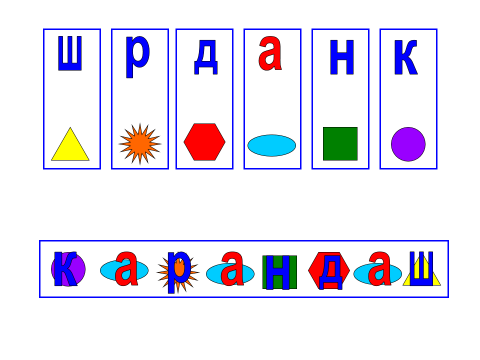 ш р д а н к
карандаш